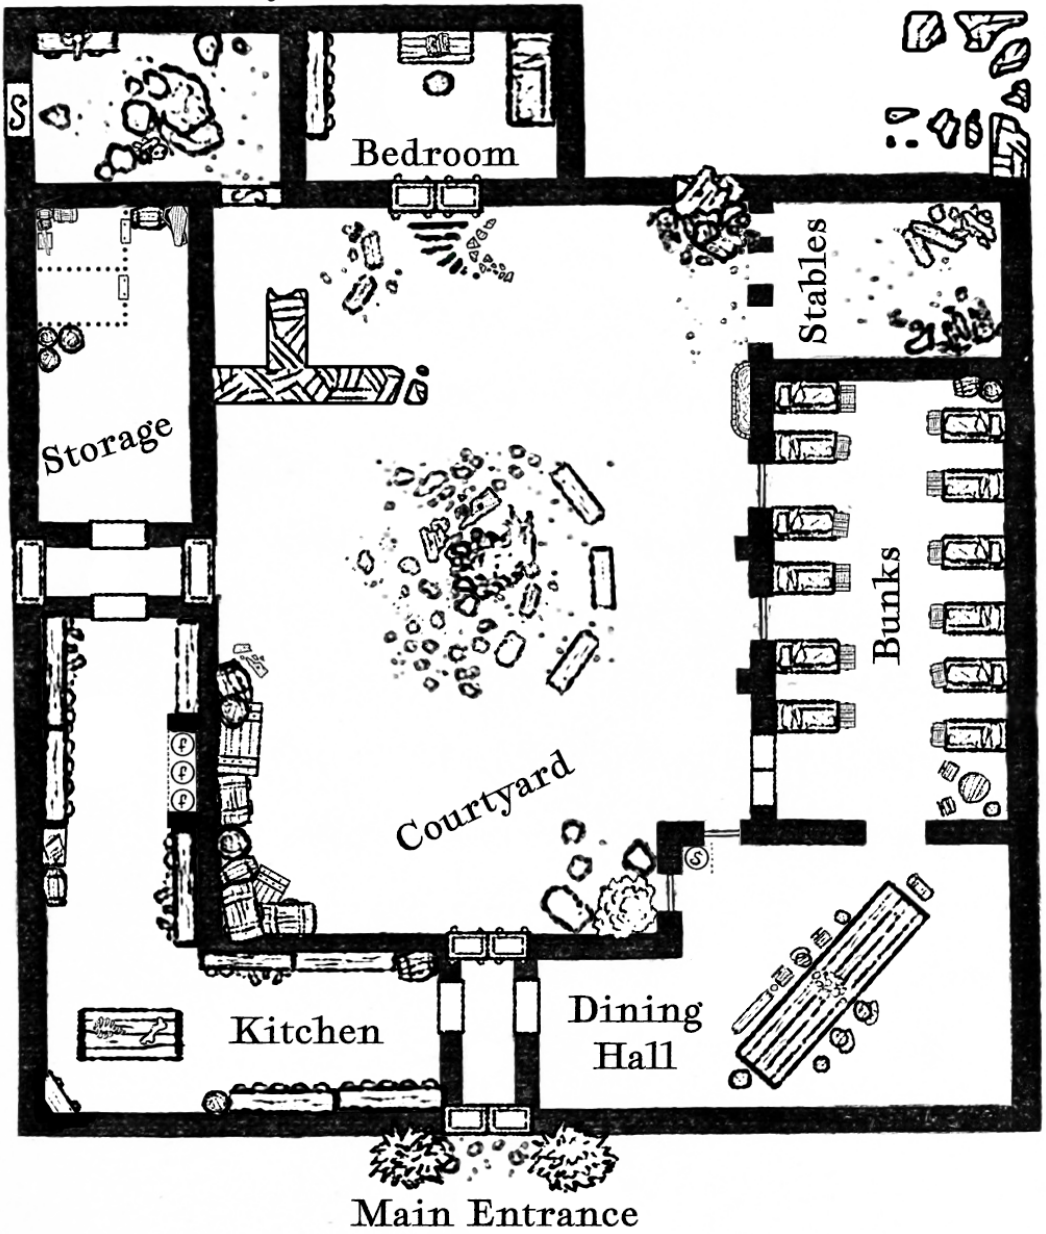 S
Bedroom
S
Stables
Storage
Bunks
f
f
f
Courtyard
S
Dining
Hall
Kitchen
Main Entrance